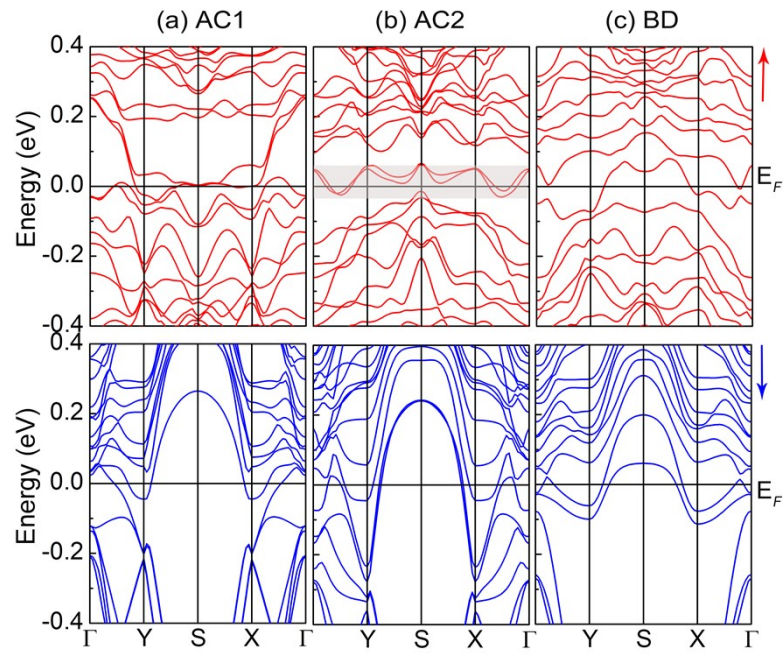 (a) AC1 (b) AC2 (c) BD
0.4
0.2
0.0
-0.2
-0.4
Energy (eV)
E_F
0.4
0.2
0.0
-0.2
-0.4
Energy (eV)
E_F
Γ Y S X Γ Y S X Γ Y S X Γ